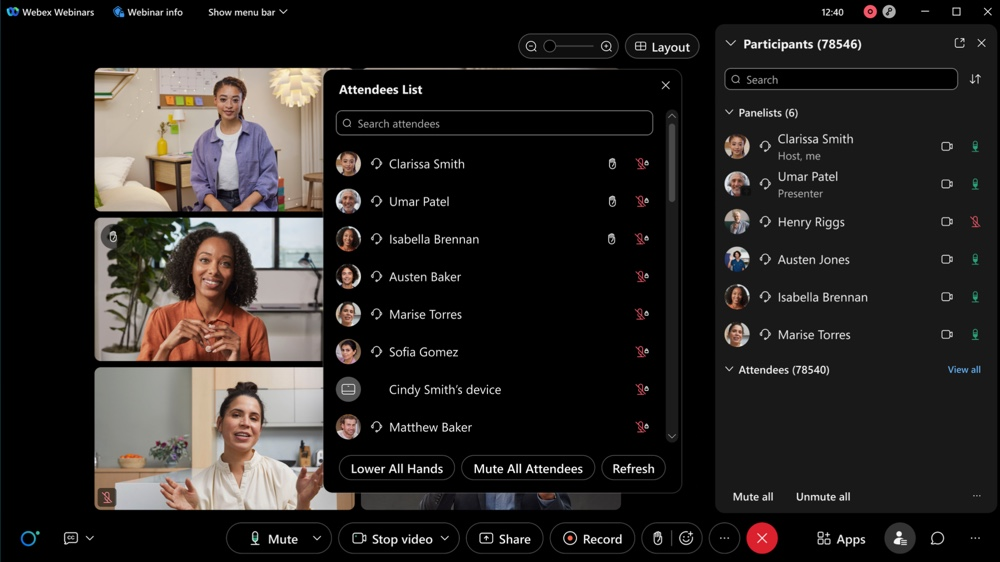 Webex Webinars
Webinar info
Show menu bar
12:40
Layout
Attendees List
Search attendees
Clarissa Smith
Umar Patel
Isabella Brennan
Austen Baker
Marise Torres
Sofia Gomez
Cindy Smith's device
Matthew Baker
Lower All Hands
Mute All Attendees
Refresh
Participants (78546)
Search
Panelists (6)
Clarissa Smith
Host, me
Umar Patel
Presenter
Henry Riggs
Austen Jones
Isabella Brennan
Marise Torres
Attendees (78540)
View all
Mute all
Unmute all
CC
Mute
Stop video
Share
Record
Apps